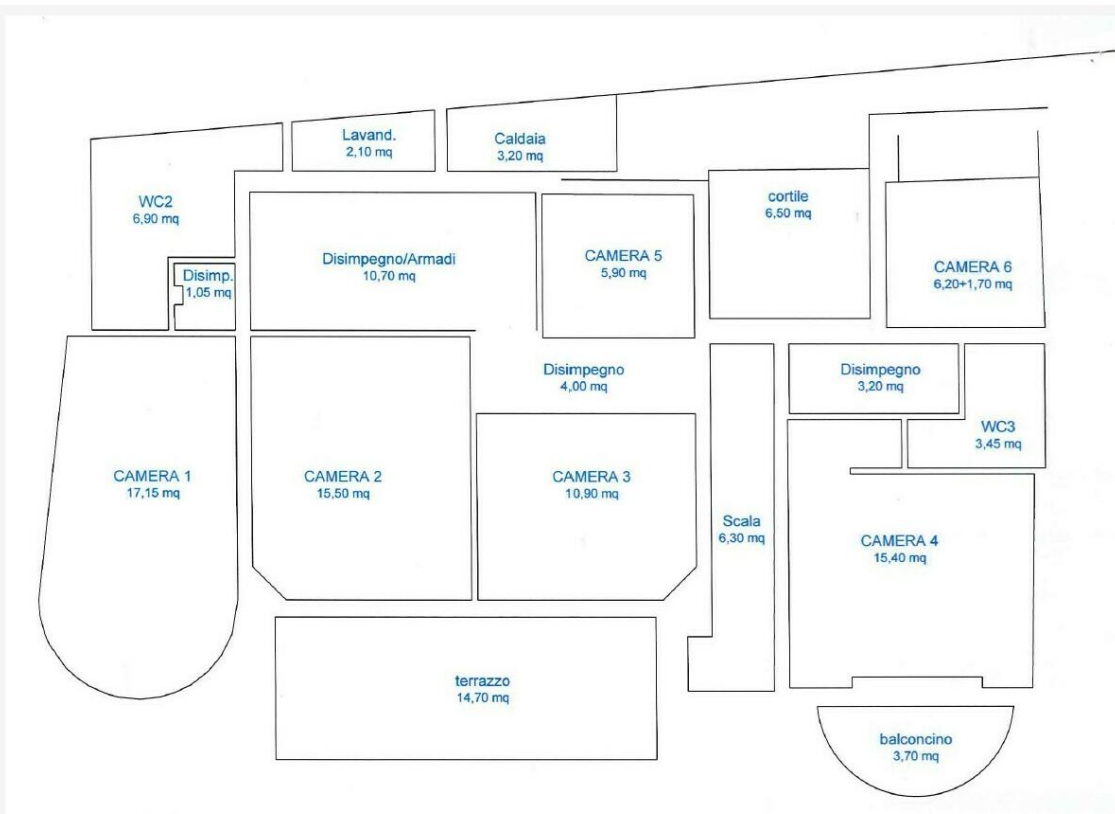 Lavand.
2,10 mq
Caldaia
3,20 mq
WC2
6,90 mq
cortile
6,50 mq
Disimpegno/Armadi
10,70 mq
CAMERA 5
5,90 mq
CAMERA 6
6,20+1,70 mq
Disimp.
1,05 mq
Disimpegno
4,00 mq
Disimpegno
3,20 mq
WC3
3,45 mq
CAMERA 1
17,15 mq
CAMERA 2
15,50 mq
CAMERA 3
10,90 mq
Scala
6,30 mq
CAMERA 4
15,40 mq
terrazzo
14,70 mq
balconcino
3,70 mq